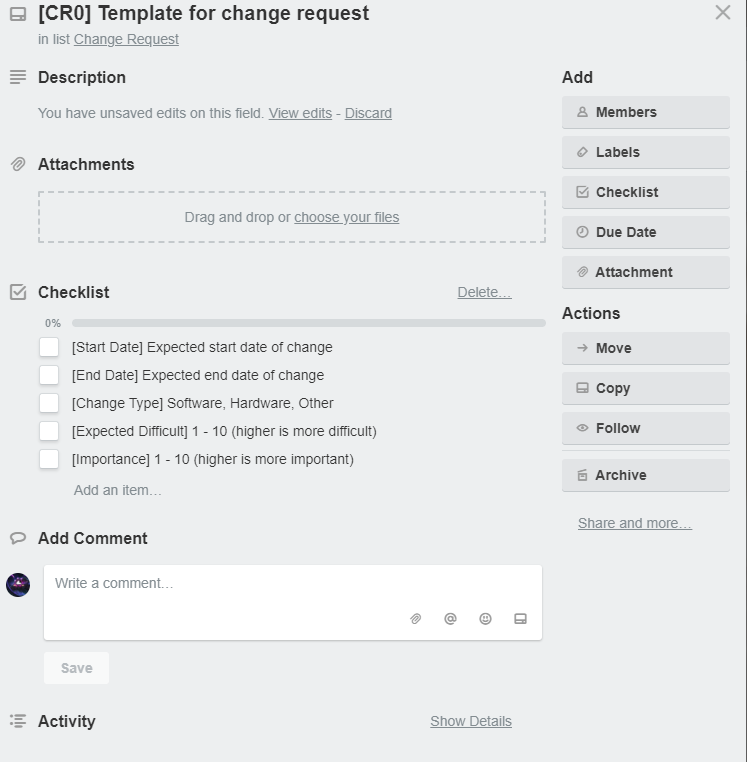 [CR0] Template for change request
in list Change Request
Description
You have unsaved edits on this field. View edits - Discard
Attachments
Drag and drop or choose your files
Checklist
Delete…
0%
[Start Date] Expected start date of change
[End Date] Expected end date of change
[Change Type] Software, Hardware, Other
[Expected Difficult] 1 - 10 (higher is more difficult)
[Importance] 1 - 10 (higher is more important)
Add an item…
Add Comment
Write a comment…
Save
Activity
Show Details
Add
Members
Labels
Checklist
Due Date
Attachment
Actions
Move
Copy
Follow
Archive
Share and more…